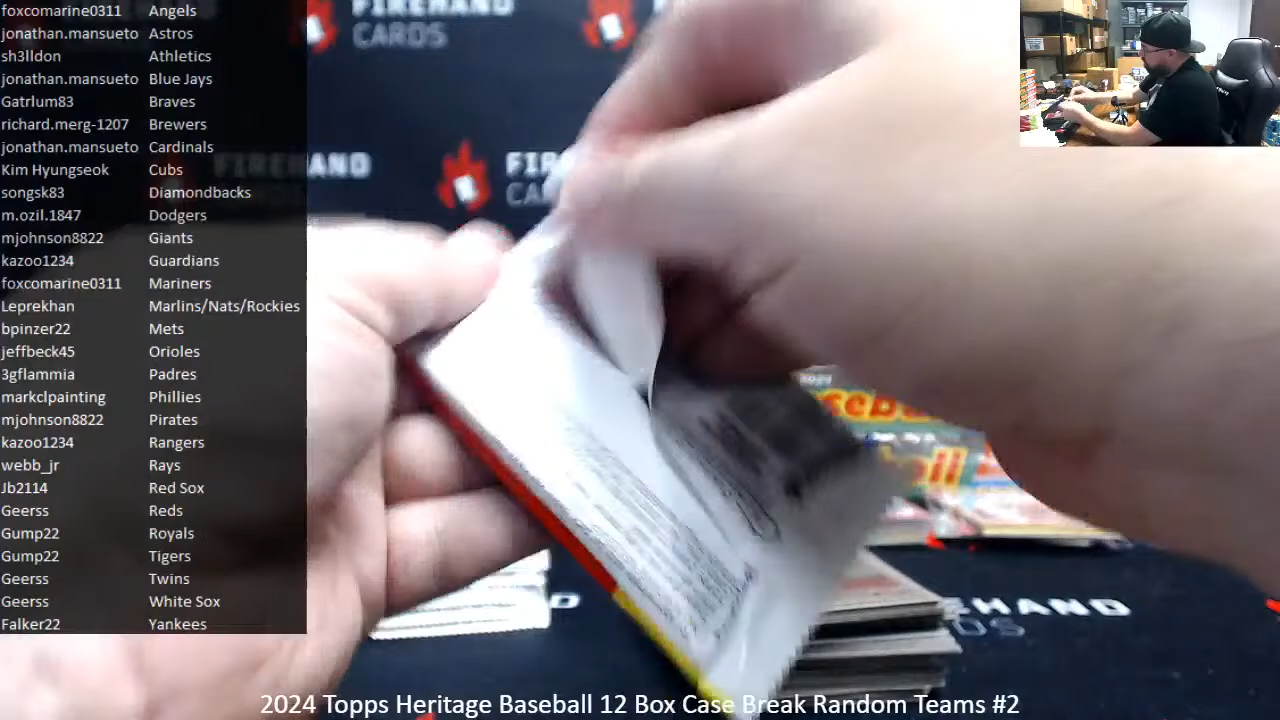 foxcomarine0311 Angels
jonathan.mansueto Astros
sh3lldon Athletics
jonathan.mansueto Blue Jays
Gatrlum83 Braves
richard.merg-1207 Brewers
jonathan.mansueto Cardinals
Kim Hyungseok Cubs
songsk83 Diamondbacks
m.ozil.1847 Dodgers
mjohnson8822 Giants
kazoo1234 Guardians
foxcomarine0311 Mariners
Leprekhan Marlins/Nats/Rockies
bpinzer22 Mets
jeffbeck45 Orioles
3gflammia Padres
markclpainting Phillies
mjohnson8822 Pirates
kazoo1234 Rangers
webb_jr Rays
Jb2114 Red Sox
Geerss Reds
Gump22 Royals
Gump22 Tigers
Geerss Twins
Geerss White Sox
Falker22 Yankees
FIREHAND
CARDS
FIREHAND
2024 Topps Heritage Baseball 12 Box Case Break Random Teams #2